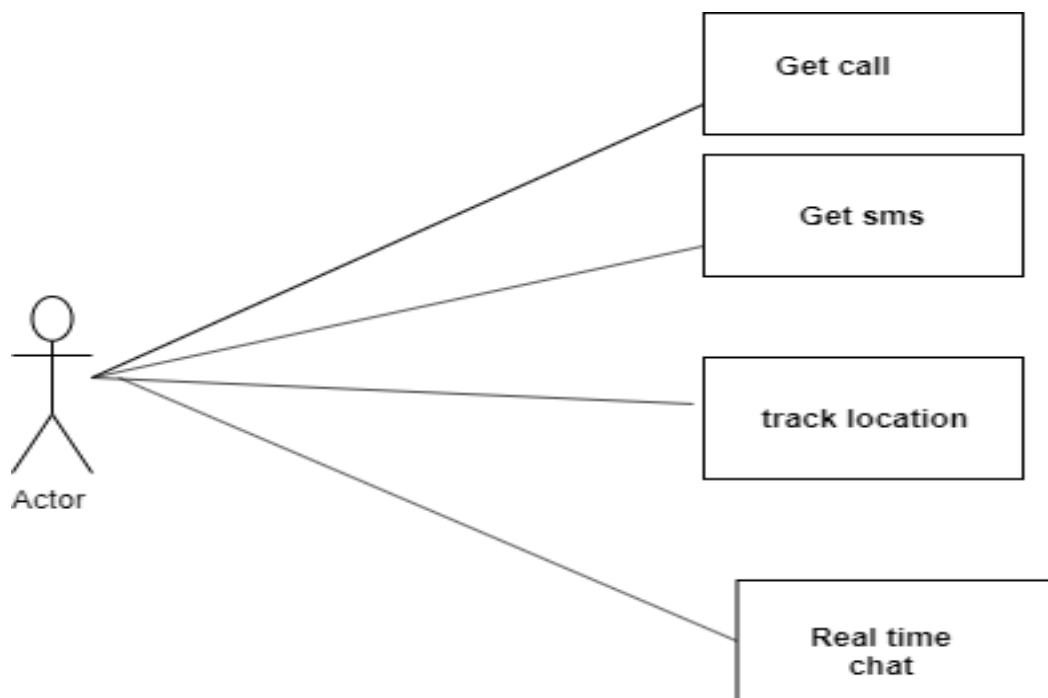 Get call
Get sms
track location
Actor
Real time
chat